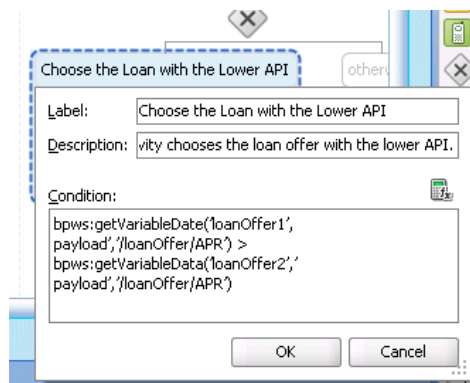 Choose the Loan with the Lower API
otherw
Label:
Choose the Loan with the Lower API
Description:
vity chooses the loan offer with the lower API.
Condition:
fx
bpws:getVariableDate('loanOffer1',
payload','/loanOffer/APR') >
bpws:getVariableData('loanOffer2','
payload','/loanOffer/APR')
OK
Cancel